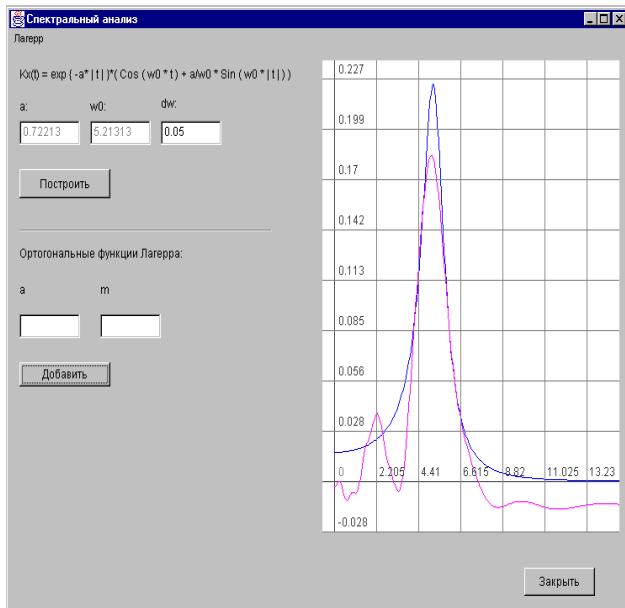 Спектральный анализ
Лагерр
Kx(t) = exp ( -a* | t | )*( Cos ( w0 * t ) + a/w0 * Sin ( w0 * | t | ) )
a: w0: dw:
0.72213 5.21313 0.05
Построить
Ортогональные функции Лагерра:
a m
Добавить
0.227
0.199
0.17
0.142
0.113
0.085
0.056
0.028
0 2.205 4.41 6.615 8.82 11.025 13.23
-0.028
Закрыть